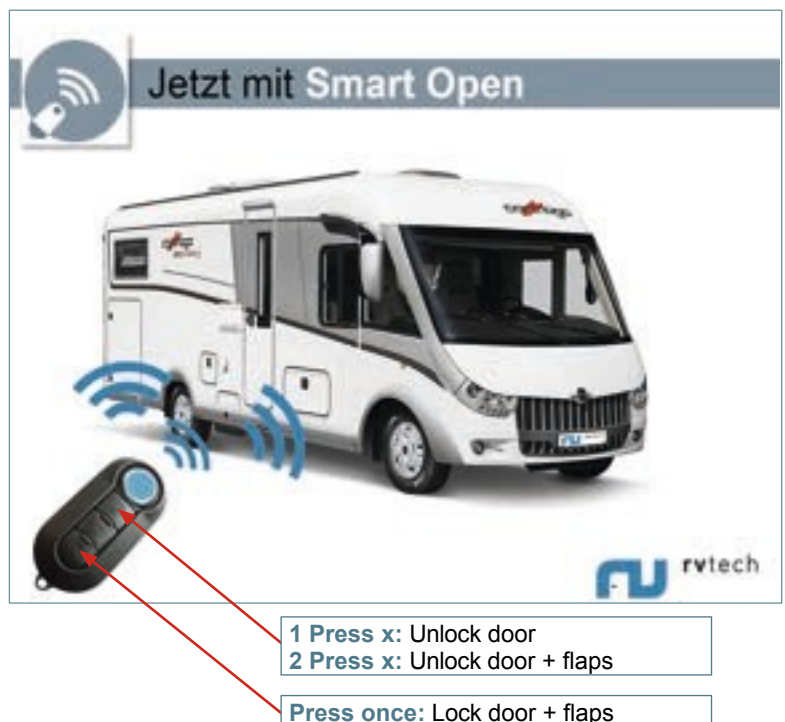 Jetzt mit Smart Open
rvtech
1 Press x: Unlock door
2 Press x: Unlock door + flaps
Press once: Lock door + flaps